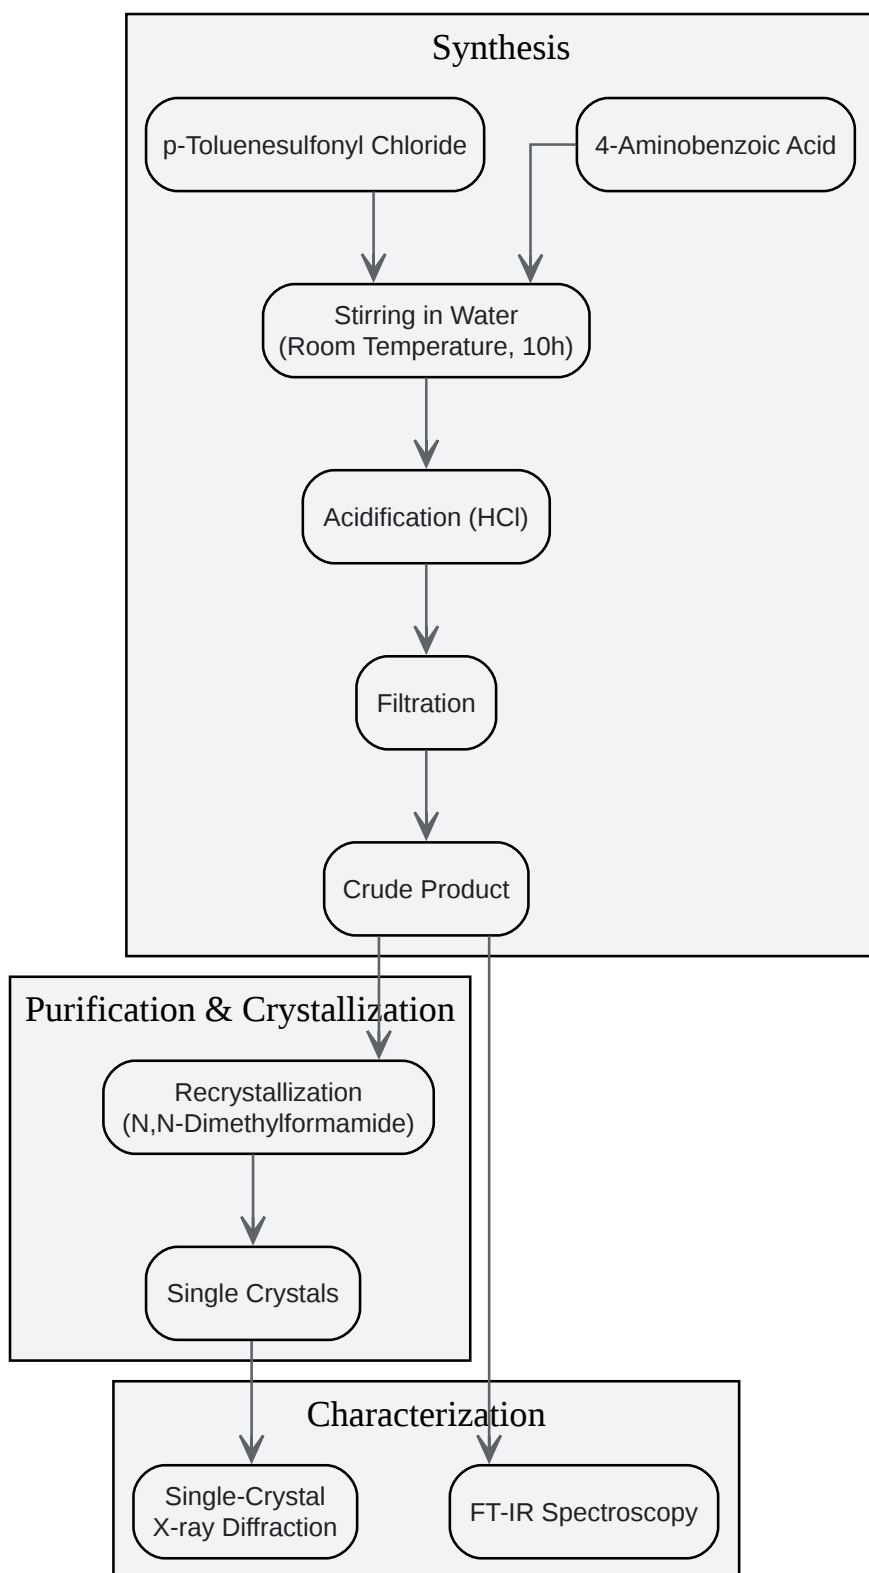 Synthesis
p-Toluenesulfonyl Chloride
4-Aminobenzoic Acid
Stirring in Water
(Room Temperature, 10h)
Acidification (HCl)
Filtration
Crude Product
Purification & Crystallization
Recrystallization
(N,N-Dimethylformamide)
Single Crystals
Characterization
Single-Crystal
X-ray Diffraction
FT-IR Spectroscopy